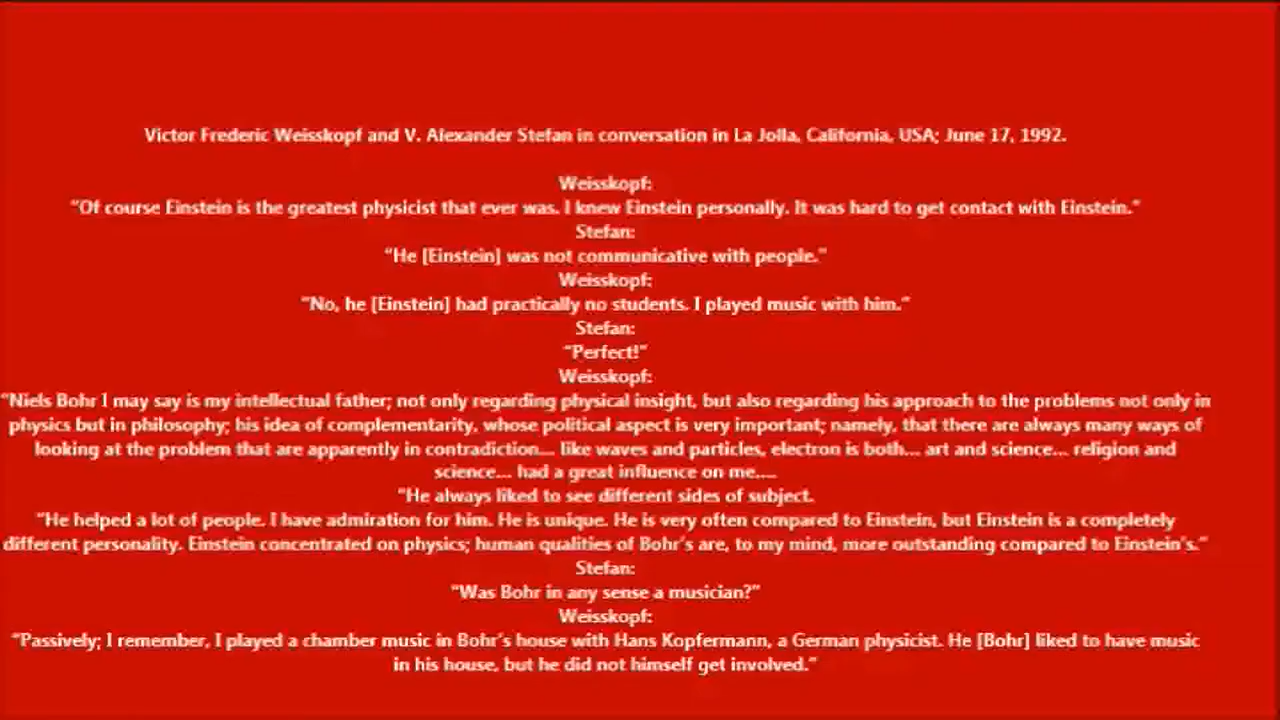 Victor Frederic Weisskopf and V. Alexander Stefan in conversation in La Jolla, California, USA; June 17, 1992.
Weisskopf:
"Of course Einstein is the greatest physicist that ever was. I knew Einstein personally. It was hard to get contact with Einstein."
Stefan:
"He [Einstein] was not communicative with people."
Weisskopf:
"No, he [Einstein] had practically no students. I played music with him."
Stefan:
"Perfect!"
Weisskopf:
"Niels Bohr I may say is my intellectual father; not only regarding physical insight, but also regarding his approach to the problems not only in
physics but in philosophy; his idea of complementarity, whose political aspect is very important; namely, that there are always many ways of
looking at the problem that are apparently in contradiction... like waves and particles, electron is both... art and science... religion and
science... had a great influence on me....
"He always liked to see different sides of subject.
"He helped a lot of people. I have admiration for him. He is unique. He is very often compared to Einstein, but Einstein is a completely
different personality. Einstein concentrated on physics; human qualities of Bohr's are, to my mind, more outstanding compared to Einstein's."
Stefan:
"Was Bohr in any sense a musician?"
Weisskopf:
"Passively; I remember, I played a chamber music in Bohr's house with Hans Kopfermann, a German physicist. He [Bohr] liked to have music
in his house, but he did not himself get involved."